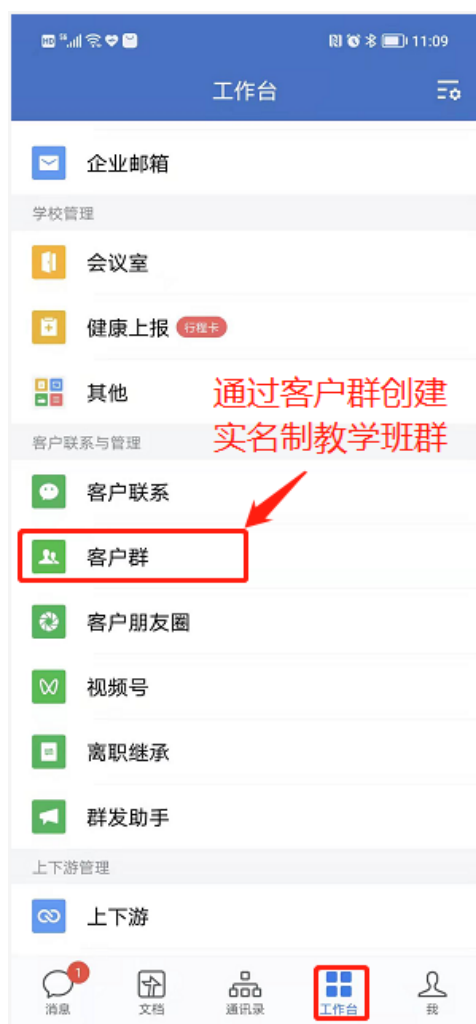 HD 5G 11:09
工作台
企业邮箱
学校管理
会议室
健康上报 行程卡
其他
通过客户群创建
实名制教学班群
客户联系与管理
客户联系
客户群
客户朋友圈
视频号
离职继承
群发助手
上下游管理
上下游
1
消息 文档 通讯录 工作台 我